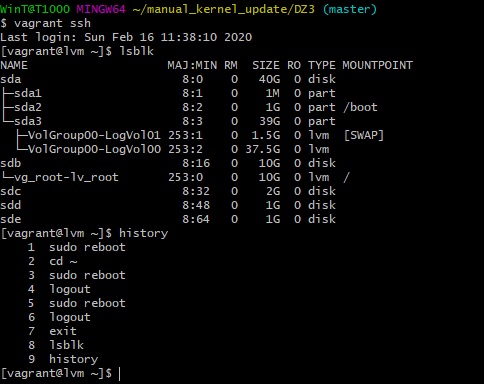 WinT@T1000 MINGW64 ~/manual_kernel_update/DZ3 (master)
$ vagrant ssh
Last login: Sun Feb 16 11:38:10 2020
[vagrant@lvm ~]$ lsblk
NAME                    MAJ:MIN RM  SIZE RO TYPE MOUNTPOINT
sda                       8:0    0   40G  0 disk
├─sda1                    8:1    0    1M  0 part
├─sda2                    8:2    0    1G  0 part /boot
└─sda3                    8:3    0   39G  0 part
  ├─VolGroup00-LogVol01 253:1    0  1.5G  0 lvm  [SWAP]
  └─VolGroup00-LogVol00 253:2    0 37.5G  0 lvm
sdb                       8:16   0   10G  0 disk
└─vg_root-lv_root       253:0    0   10G  0 lvm  /
sdc                       8:32   0    2G  0 disk
sdd                       8:48   0    1G  0 disk
sde                       8:64   0    1G  0 disk
[vagrant@lvm ~]$ history
    1  sudo reboot
    2  cd ~
    3  sudo reboot
    4  logout
    5  sudo reboot
    6  logout
    7  exit
    8  lsblk
    9  history
[vagrant@lvm ~]$